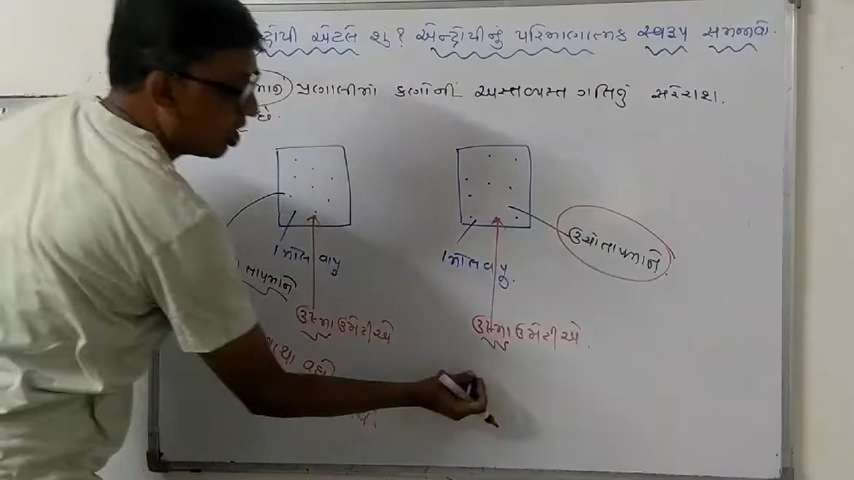 એટલે શું? એન્ટ્રોપીનું પરિમાણાત્મક સ્વરૂપ સમજાવો.
પ્રણાલીમાં કણોની અસ્તવ્યસ્ત ગતિનું સરેરાશ.
છે.
1 મોલ વાયુ
1 મોલ વાયુ.
ઉંચા તાપમાને
તાપમાને
ઉષ્મા ઉમેરીએ
ઉષ્મા ઉમેરીએ.